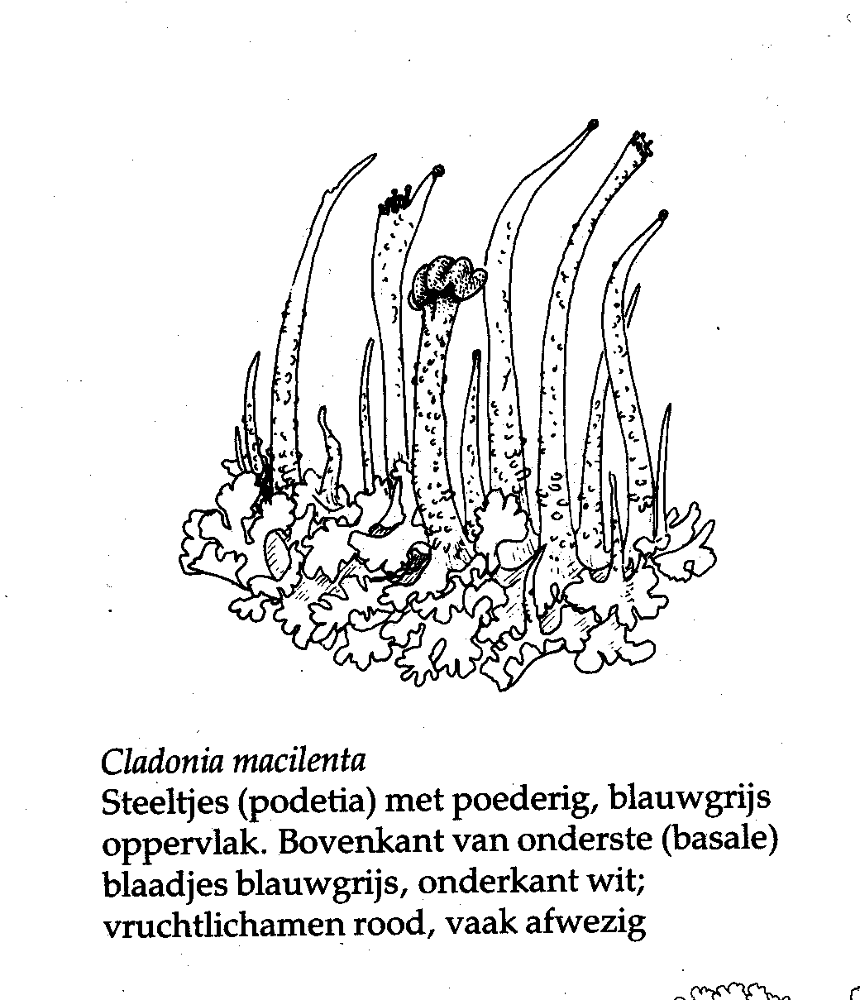 Cladonia macilenta
Steeltjes (podetia) met poederig, blauwgrijs
oppervlak. Bovenkant van onderste (basale)
blaadjes blauwgrijs, onderkant wit;
vruchtlichamen rood, vaak afwezig